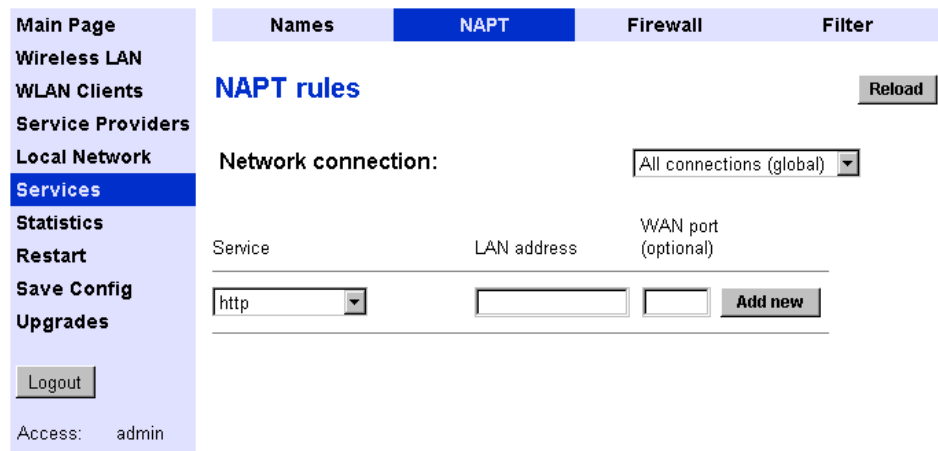 Main Page
Wireless LAN
WLAN Clients
Service Providers
Local Network
Services
Statistics
Restart
Save Config
Upgrades
Logout
Access: admin
Names NAPT Firewall Filter
NAPT rules
Reload
Network connection: All connections (global)
Service LAN address WAN port
(optional)
http Add new